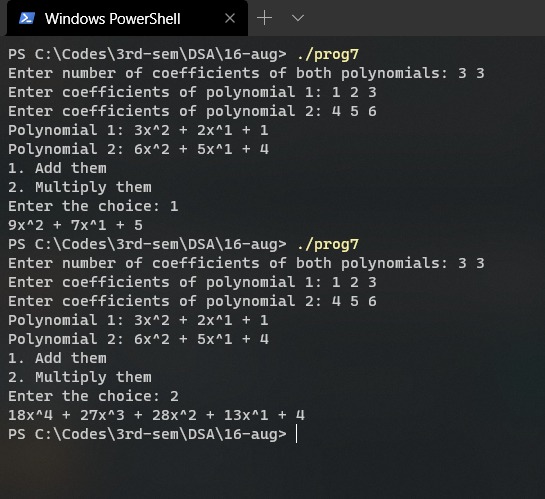 Windows PowerShell
PS C:\Codes\3rd-sem\DSA\16-aug> ./prog7
Enter number of coefficients of both polynomials: 3 3
Enter coefficients of polynomial 1: 1 2 3
Enter coefficients of polynomial 2: 4 5 6
Polynomial 1: 3x^2 + 2x^1 + 1
Polynomial 2: 6x^2 + 5x^1 + 4
1. Add them
2. Multiply them
Enter the choice: 1
9x^2 + 7x^1 + 5
PS C:\Codes\3rd-sem\DSA\16-aug> ./prog7
Enter number of coefficients of both polynomials: 3 3
Enter coefficients of polynomial 1: 1 2 3
Enter coefficients of polynomial 2: 4 5 6
Polynomial 1: 3x^2 + 2x^1 + 1
Polynomial 2: 6x^2 + 5x^1 + 4
1. Add them
2. Multiply them
Enter the choice: 2
18x^4 + 27x^3 + 28x^2 + 13x^1 + 4
PS C:\Codes\3rd-sem\DSA\16-aug>